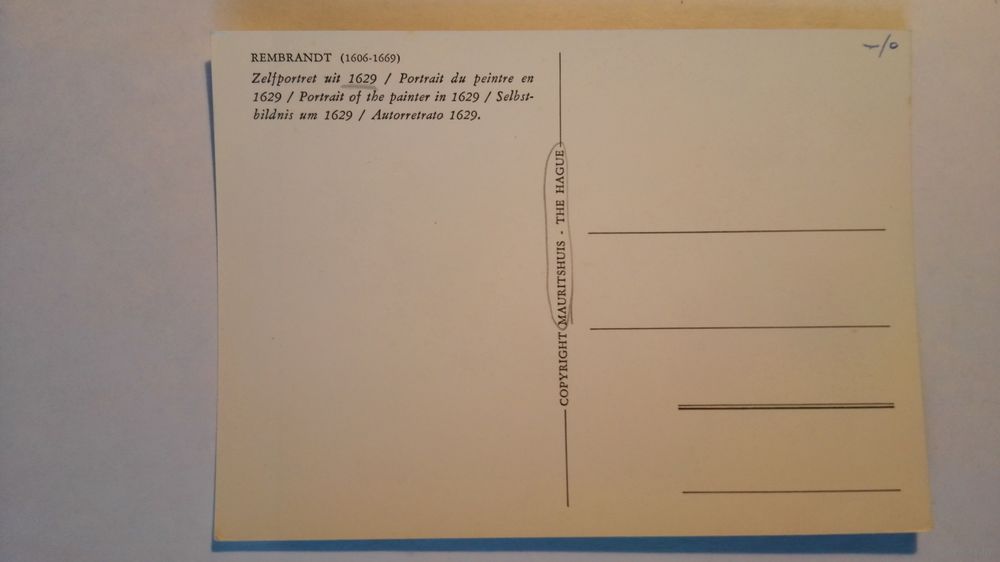 REMBRANDT (1606-1669)
Zelfportret uit 1629 / Portrait du peintre en
1629 / Portrait of the painter in 1629 / Selbst-
bildnis um 1629 / Autorretrato 1629.
COPYRIGHT MAURITSHUIS - THE HAGUE